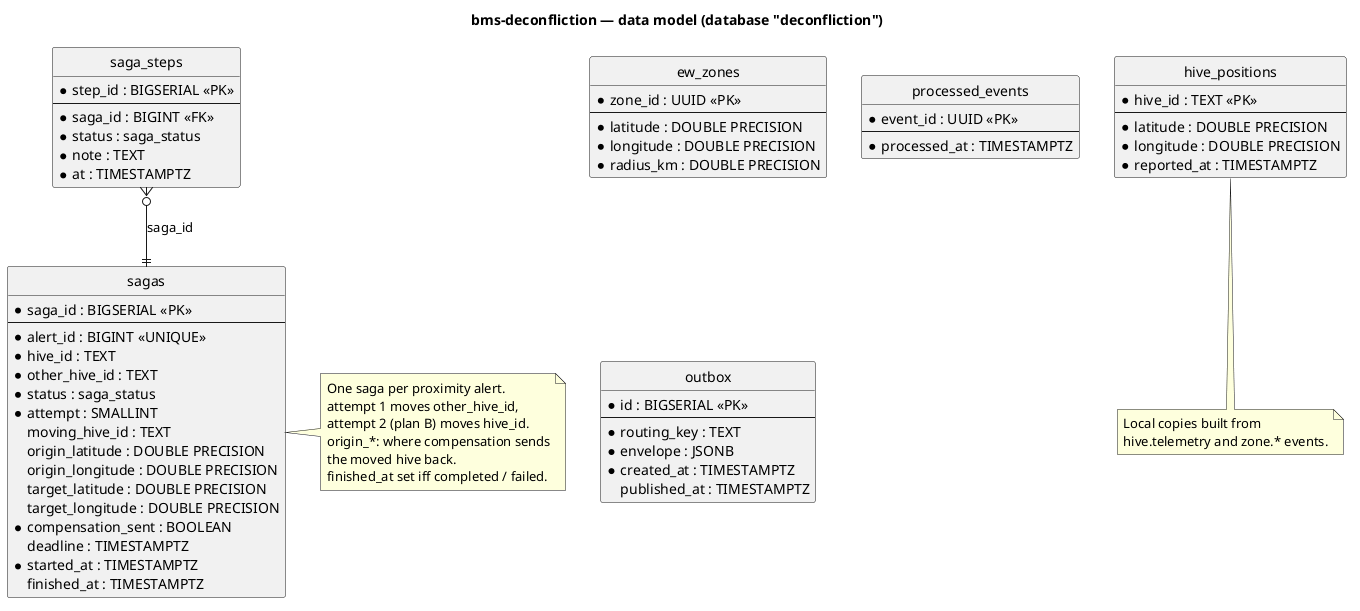 bms-deconfliction — data model (database "deconfliction")
saga_steps
step_id : BIGSERIAL «PK»
saga_id : BIGINT «FK»
status : saga_status
note : TEXT
at : TIMESTAMPTZ
ew_zones
zone_id : UUID «PK»
latitude : DOUBLE PRECISION
longitude : DOUBLE PRECISION
radius_km : DOUBLE PRECISION
processed_events
event_id : UUID «PK»
processed_at : TIMESTAMPTZ
hive_positions
hive_id : TEXT «PK»
latitude : DOUBLE PRECISION
longitude : DOUBLE PRECISION
reported_at : TIMESTAMPTZ
saga_id
sagas
saga_id : BIGSERIAL «PK»
alert_id : BIGINT «UNIQUE»
hive_id : TEXT
other_hive_id : TEXT
status : saga_status
attempt : SMALLINT
moving_hive_id : TEXT
origin_latitude : DOUBLE PRECISION
origin_longitude : DOUBLE PRECISION
target_latitude : DOUBLE PRECISION
target_longitude : DOUBLE PRECISION
compensation_sent : BOOLEAN
deadline : TIMESTAMPTZ
started_at : TIMESTAMPTZ
finished_at : TIMESTAMPTZ
One saga per proximity alert.
attempt 1 moves other_hive_id,
attempt 2 (plan B) moves hive_id.
origin_*: where compensation sends
the moved hive back.
finished_at set iff completed / failed.
outbox
id : BIGSERIAL «PK»
routing_key : TEXT
envelope : JSONB
created_at : TIMESTAMPTZ
published_at : TIMESTAMPTZ
Local copies built from
hive.telemetry and zone.* events.